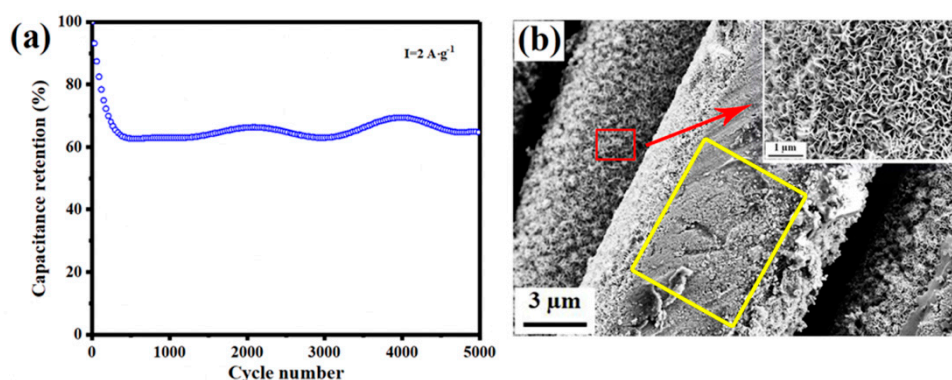 (a)
I=2 A·g⁻¹
Capacitance retention (%)
100
80
60
40
20
0
0 1000 2000 3000 4000 5000
Cycle number
(b)
1 μm
3 μm